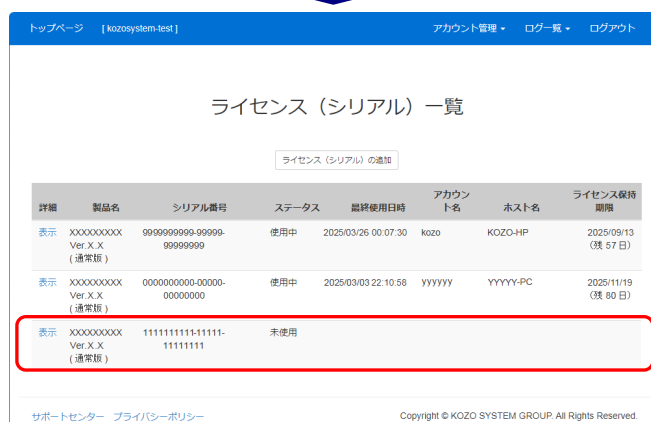 トップページ [ kozosystem-test ] アカウント管理 ログ一覧 ログアウト
ライセンス（シリアル）一覧
ライセンス（シリアル）の追加
詳細 製品名 シリアル番号 ステータス 最終使用日時 アカウント名 ホスト名 ライセンス保持期限
表示 XXXXXXXXX 9999999999-99999- 使用中 2025/03/26 00:07:30 kozo KOZO-HP 2025/09/13
Ver.X.X 99999999 （残 57 日）
( 通常版 )
表示 XXXXXXXXX 0000000000-00000- 使用中 2025/03/03 22:10:58 yyyyyy YYYYY-PC 2025/11/19
Ver.X.X 00000000 （残 80 日）
( 通常版 )
表示 XXXXXXXXX 1111111111-11111- 未使用
Ver.X.X 11111111
( 通常版 )
サポートセンター プライバシーポリシー Copyright © KOZO SYSTEM GROUP. All Rights Reserved.